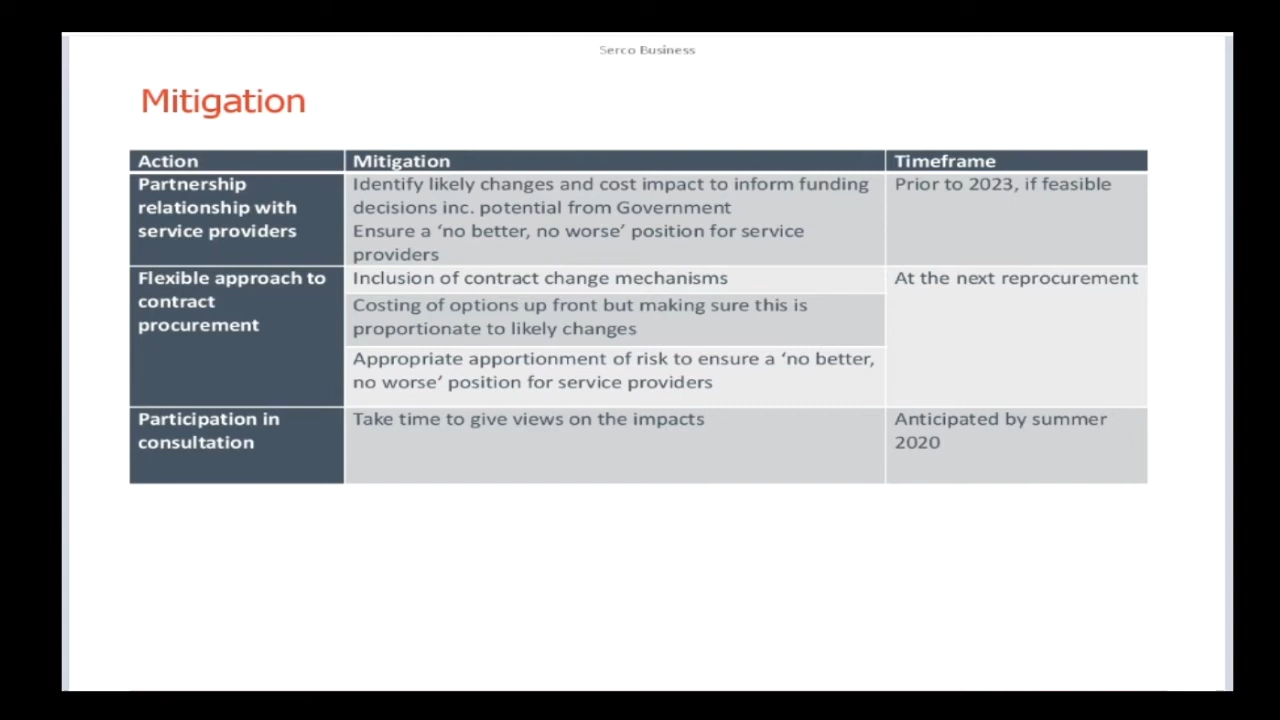 Serco Business
Mitigation
Action Mitigation Timeframe
Partnership
relationship with
service providers
Identify likely changes and cost impact to inform funding
decisions inc. potential from Government
Ensure a ‘no better, no worse’ position for service
providers
Prior to 2023, if feasible
Flexible approach to
contract
procurement
Inclusion of contract change mechanisms
Costing of options up front but making sure this is
proportionate to likely changes
Appropriate apportionment of risk to ensure a ‘no better,
no worse’ position for service providers
At the next reprocurement
Participation in
consultation
Take time to give views on the impacts
Anticipated by summer
2020